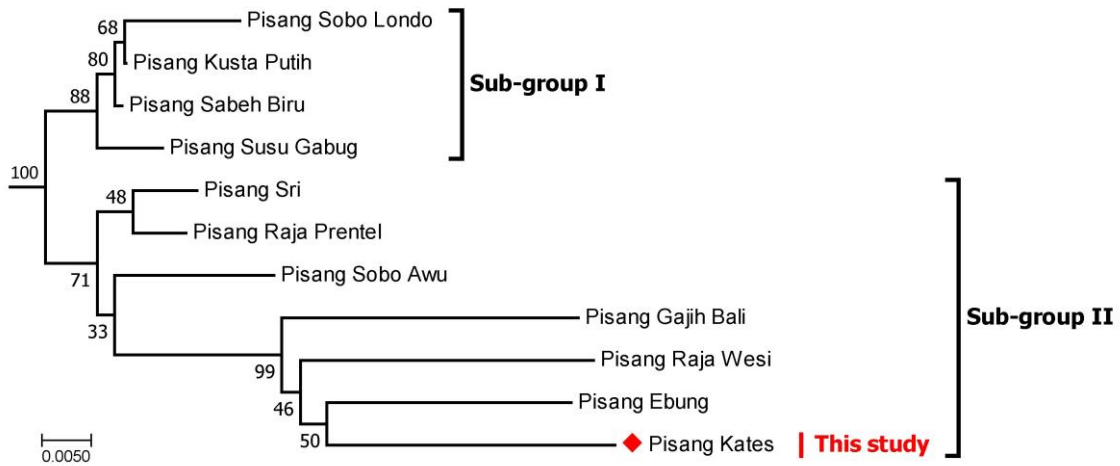 68
Pisang Sobo Londo
80
Pisang Kusta Putih
Sub-group I
88
Pisang Sabeh Biru
Pisang Susu Gabug
100
48
Pisang Sri
Pisang Raja Prentel
71
Pisang Sobo Awu
33
Pisang Gajih Bali
Sub-group II
99
Pisang Raja Wesi
46
Pisang Ebung
50
Pisang Kates
This study
0.0050